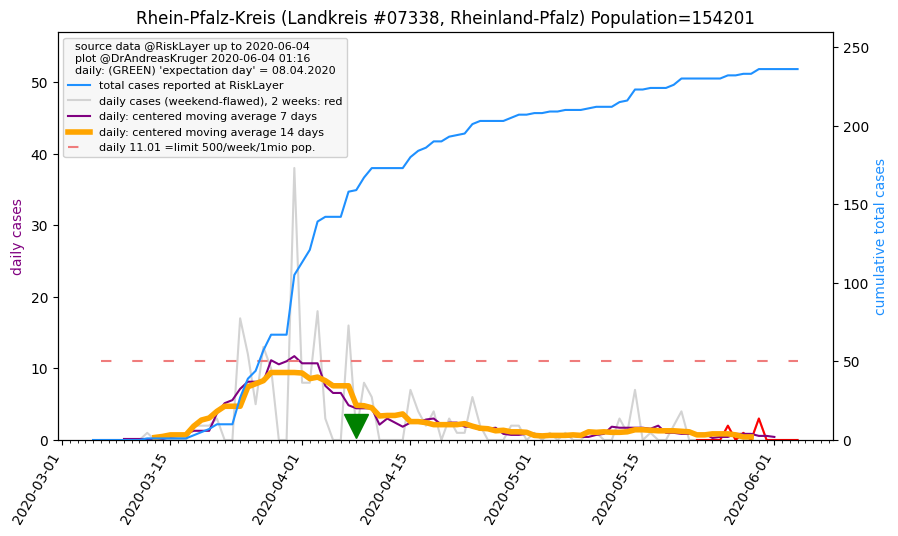 Rhein-Pfalz-Kreis (Landkreis #07338, Rheinland-Pfalz) Population=154201
source data @RiskLayer up to 2020-06-04
plot @DrAndreasKruger 2020-06-04 01:16
daily: (GREEN) 'expectation day' = 08.04.2020
total cases reported at RiskLayer
daily cases (weekend-flawed), 2 weeks: red
daily: centered moving average 7 days
daily: centered moving average 14 days
daily 11.01 =limit 500/week/1mio pop.
daily cases
50
40
30
20
10
0
250
200
150
100
50
0
cumulative total cases
2020-03-01
2020-03-15
2020-04-01
2020-04-15
2020-05-01
2020-05-15
2020-06-01